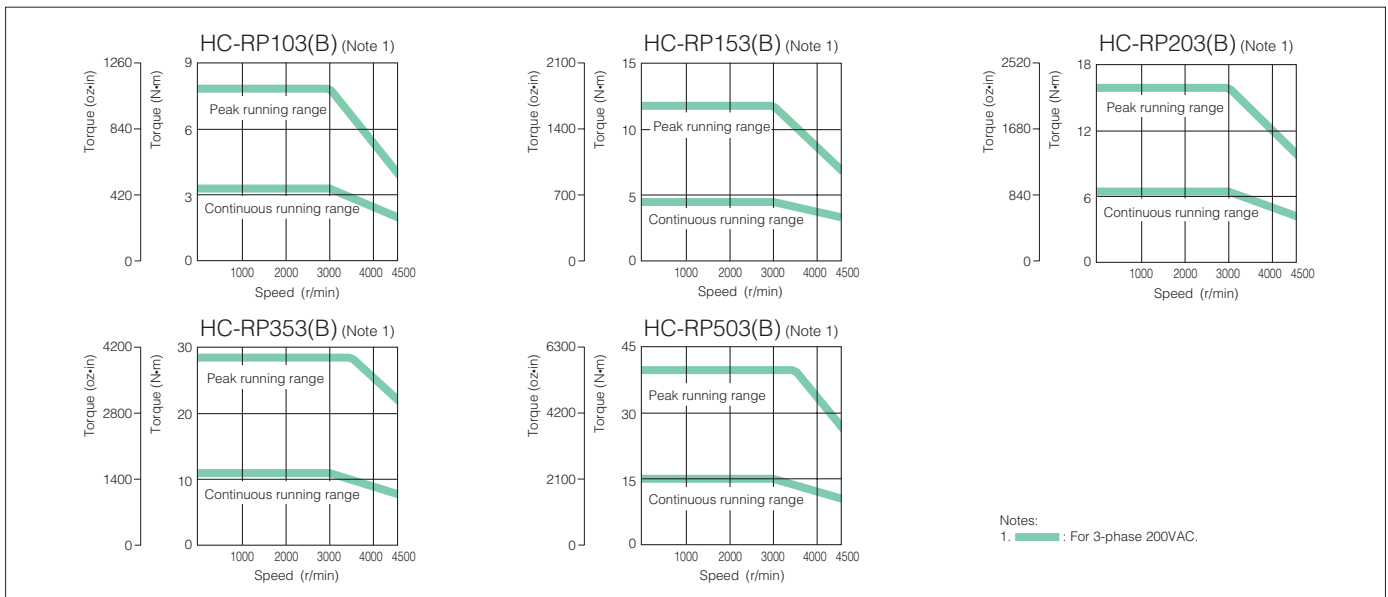 HC-RP103(B) (Note 1)
1260
840
420
0
Torque (oz•in)
9
6
3
0
Torque (N•m)
Peak running range
Continuous running range
1000 2000 3000 4000 4500
Speed (r/min)
HC-RP153(B) (Note 1)
2100
1400
700
0
Torque (oz•in)
15
10
5
0
Torque (N•m)
Peak running range
Continuous running range
1000 2000 3000 4000 4500
Speed (r/min)
HC-RP203(B) (Note 1)
2520
1680
840
0
Torque (oz•in)
18
12
6
0
Torque (N•m)
Peak running range
Continuous running range
1000 2000 3000 4000 4500
Speed (r/min)
HC-RP353(B) (Note 1)
4200
2800
1400
0
Torque (oz•in)
30
20
10
0
Torque (N•m)
Peak running range
Continuous running range
1000 2000 3000 4000 4500
Speed (r/min)
HC-RP503(B) (Note 1)
6300
4200
2100
0
Torque (oz•in)
45
30
15
0
Torque (N•m)
Peak running range
Continuous running range
1000 2000 3000 4000 4500
Speed (r/min)
Notes:
1. : For 3-phase 200VAC.